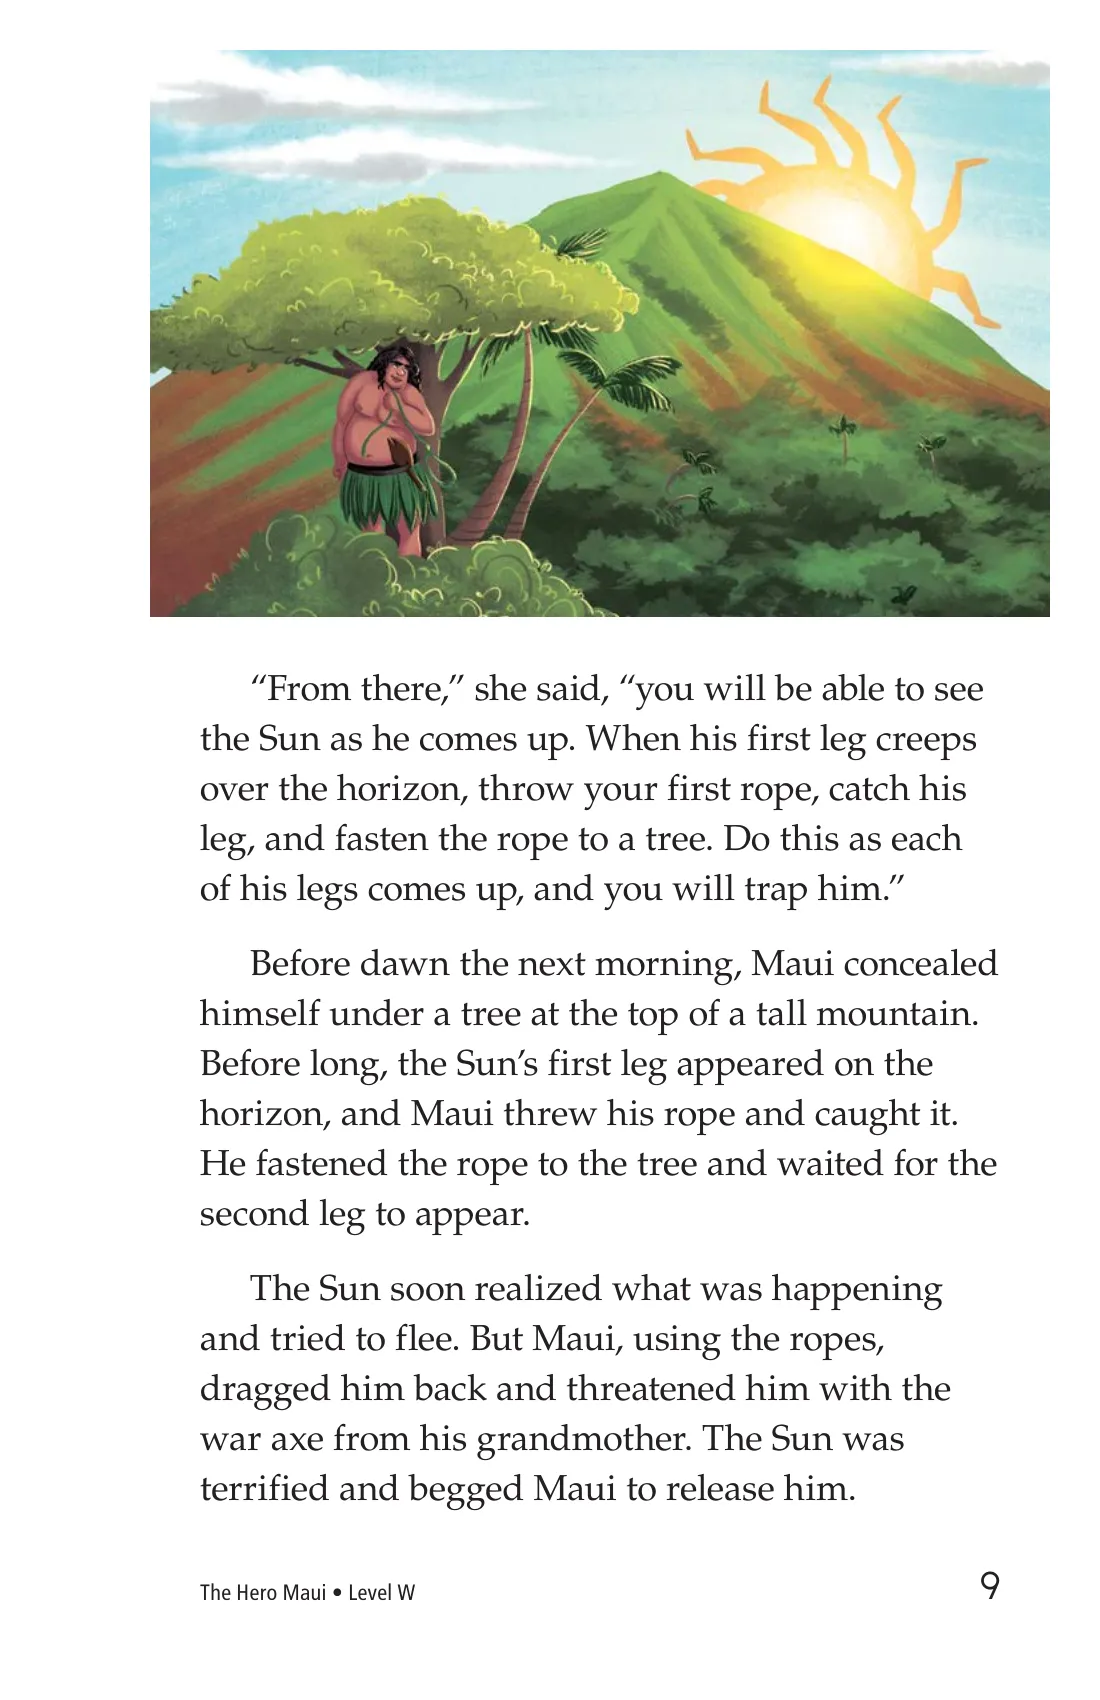 “From there,” she said, “you will be able to see
the Sun as he comes up. When his first leg creeps
over the horizon, throw your first rope, catch his
leg, and fasten the rope to a tree. Do this as each
of his legs comes up, and you will trap him.”
Before dawn the next morning, Maui concealed
himself under a tree at the top of a tall mountain.
Before long, the Sun’s first leg appeared on the
horizon, and Maui threw his rope and caught it.
He fastened the rope to the tree and waited for the
second leg to appear.
The Sun soon realized what was happening
and tried to flee. But Maui, using the ropes,
dragged him back and threatened him with the
war axe from his grandmother. The Sun was
terrified and begged Maui to release him.
The Hero Maui • Level W
9